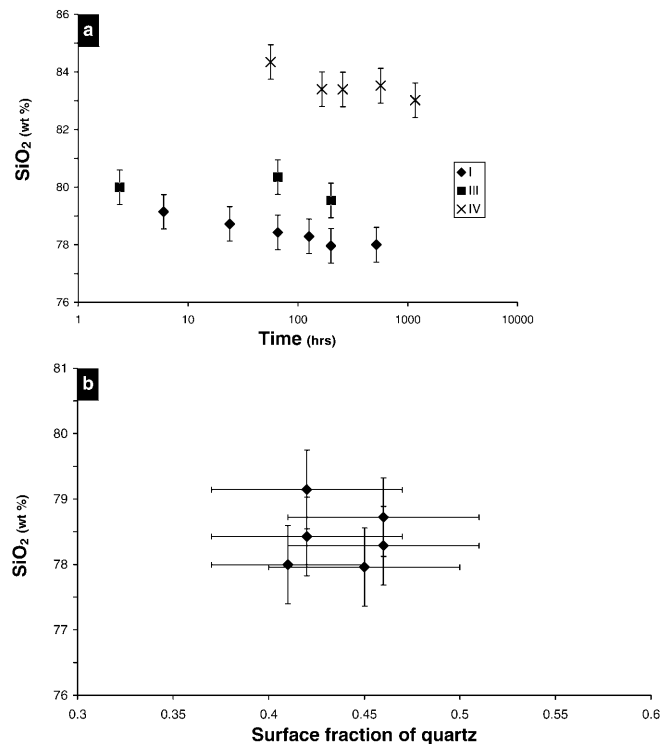 a
86
84
82
80
78
76
SiO2 (wt %)
1 10 100 1000 10000
Time (hrs)
I
III
IV
b
81
80
79
78
77
76
SiO2 (wt %)
0.3 0.35 0.4 0.45 0.5 0.55 0.6
Surface fraction of quartz